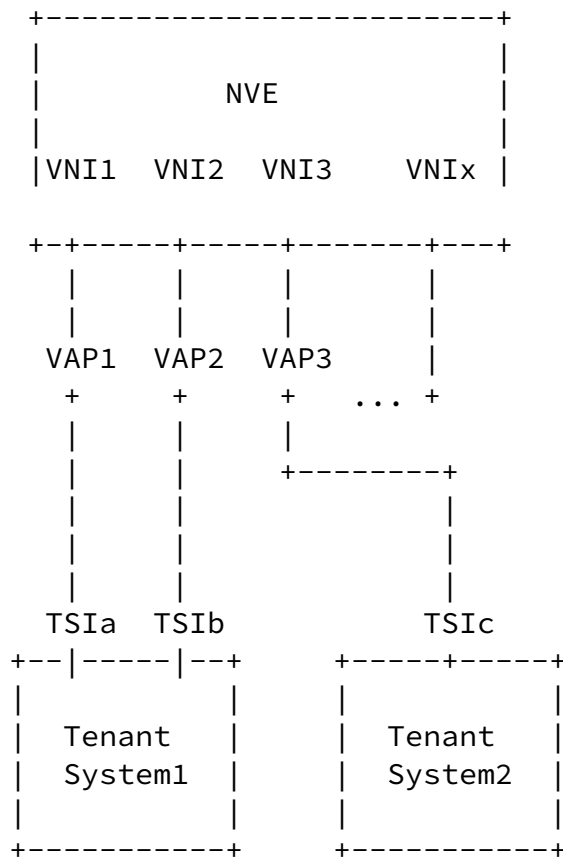 NVE
VNI1 VNI2 VNI3 VNIx
VAP1 VAP2 VAP3
...
TSIa TSIb TSIc
Tenant Tenant
System1 System2